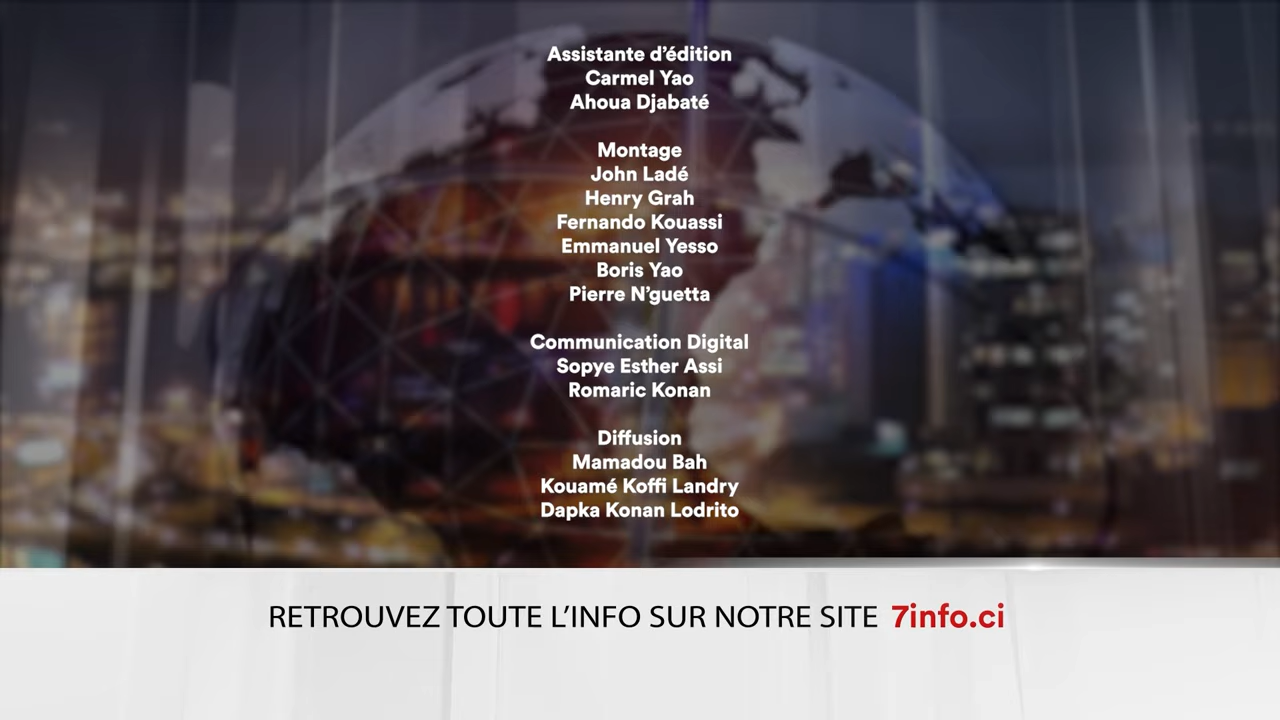 Assistante d’édition
Carmel Yao
Ahoua Djabaté
Montage
John Ladé
Henry Grah
Fernando Kouassi
Emmanuel Yesso
Boris Yao
Pierre N’guetta
Communication Digital
Sopye Esther Assi
Romaric Konan
Diffusion
Mamadou Bah
Kouamé Koffi Landry
Dapka Konan Lodrito
RETROUVEZ TOUTE L’INFO SUR NOTRE SITE 7info.ci